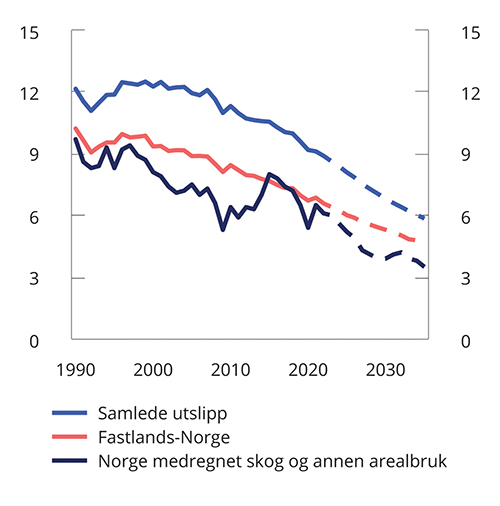 15 15
12 12
9 9
6 6
3 3
0 0
1990 2000 2010 2020 2030
Samlede utslipp
Fastlands-Norge
Norge medregnet skog og annen arealbruk